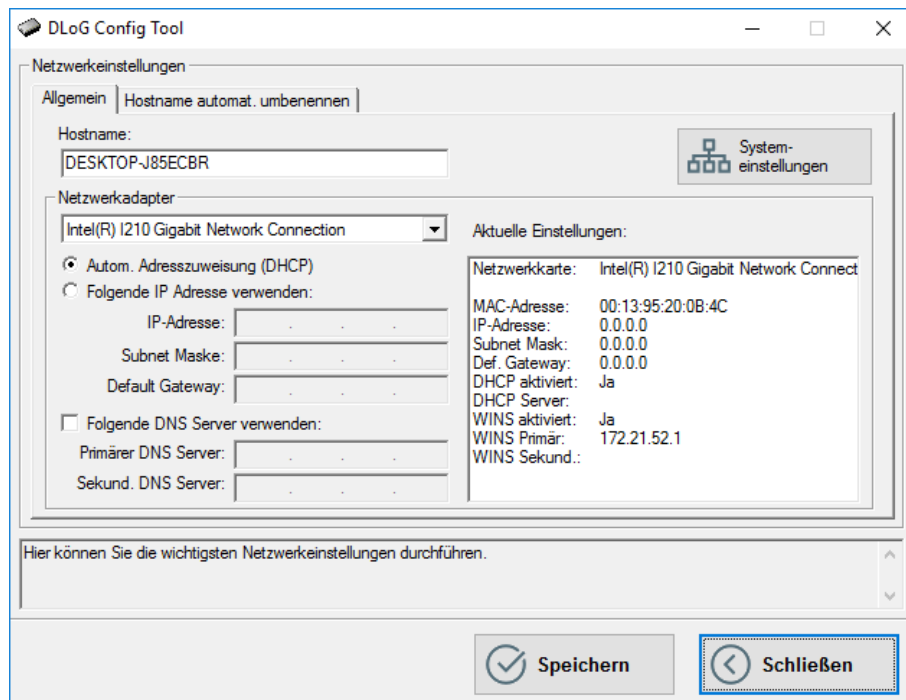 DLoG Config Tool
Netzwerkeinstellungen
Allgemein
Hostname automat. umbenennen
Hostname:
DESKTOP-J85ECBR
System-
einstellungen
Netzwerkadapter
Intel(R) I210 Gigabit Network Connection
Autom. Adresszuweisung (DHCP)
Folgende IP Adresse verwenden:
IP-Adresse: . . .
Subnet Maske: . . .
Default Gateway: . . .
Folgende DNS Server verwenden:
Primärer DNS Server: . . .
Sekund. DNS Server: . . .
Aktuelle Einstellungen:
Netzwerkkarte: Intel(R) I210 Gigabit Network Connect
MAC-Adresse: 00:13:95:20:0B:4C
IP-Adresse: 0.0.0.0
Subnet Mask: 0.0.0.0
Def. Gateway: 0.0.0.0
DHCP aktiviert: Ja
DHCP Server:
WINS aktiviert: Ja
WINS Primär: 172.21.52.1
WINS Sekund.:
Hier können Sie die wichtigsten Netzwerkeinstellungen durchführen.
Speichern
Schließen